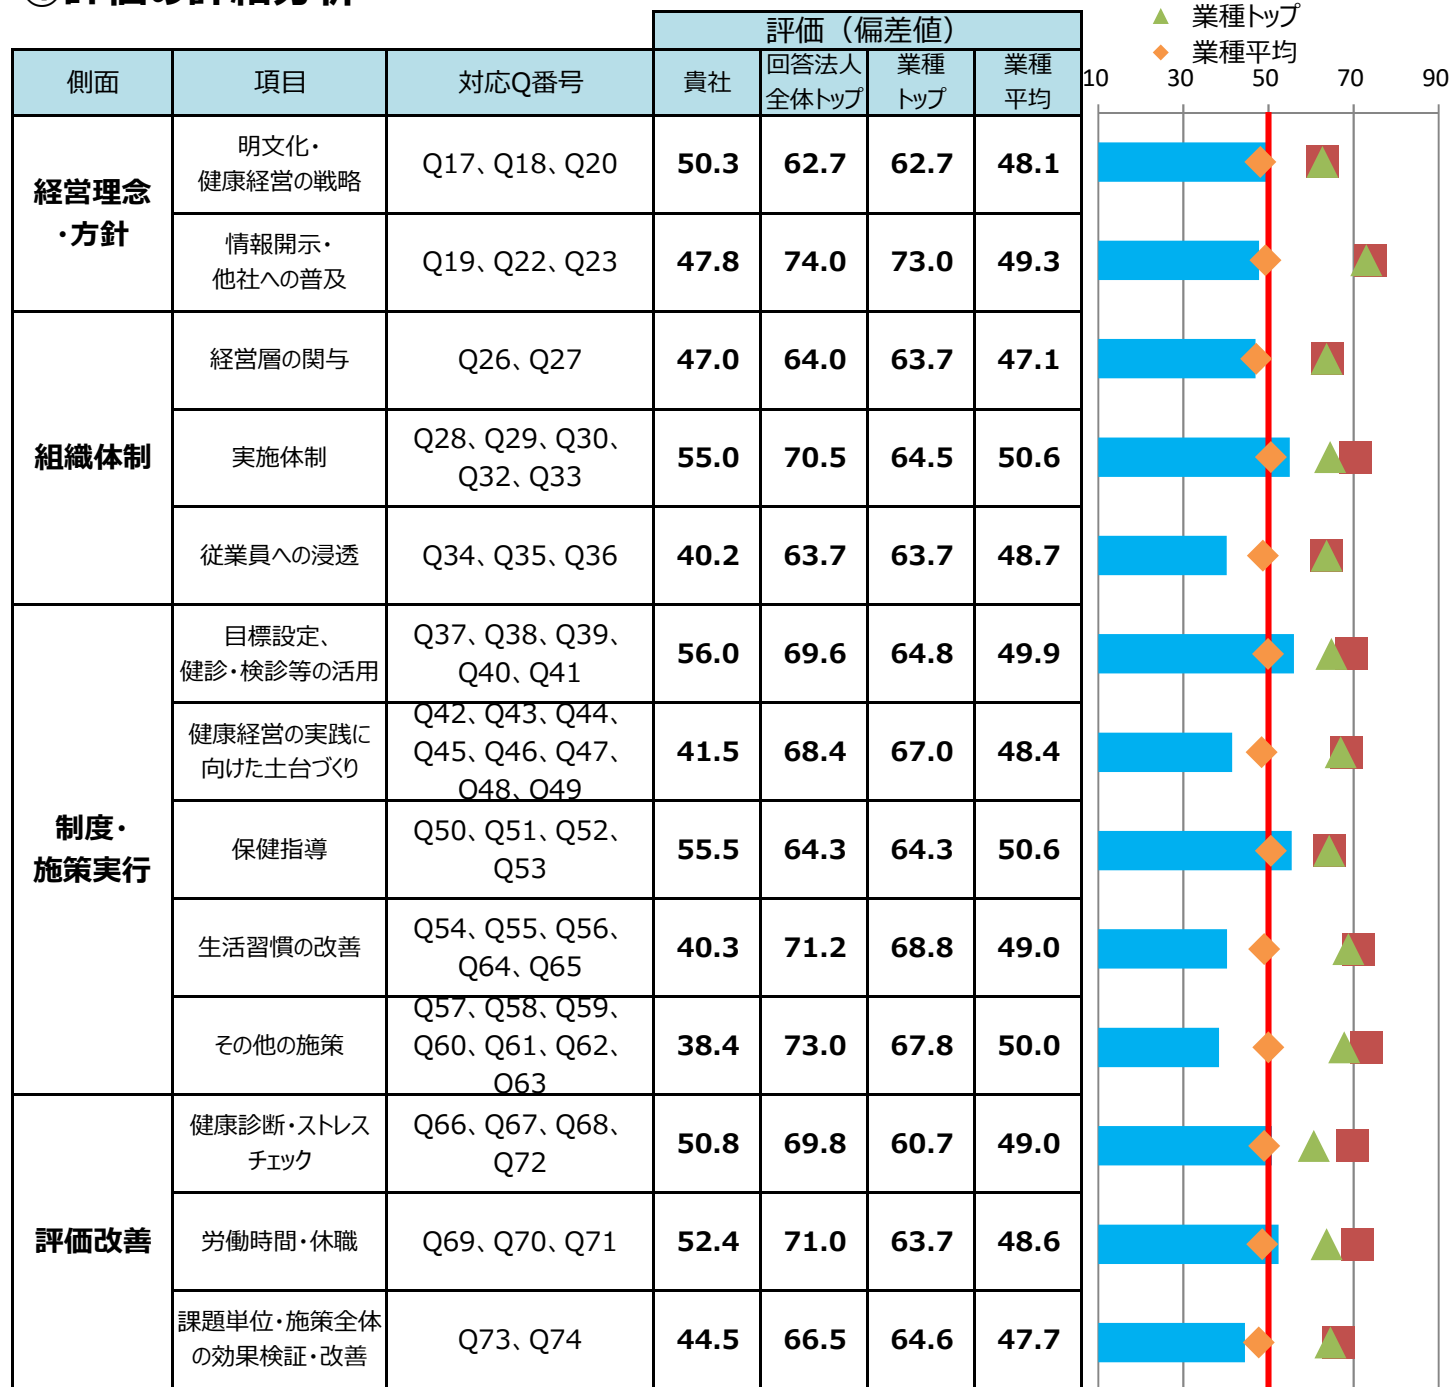 ③評価の詳細分析
業種トップ
業種平均
評価（偏差値）
側面 項目 対応Q番号 貴社 回答法人 業種 業種
全体トップ トップ 平均
10 30 50 70 90
経営理念
・方針
明文化・
健康経営の戦略
Q17、Q18、Q20 50.3 62.7 62.7 48.1
情報開示・
他社への普及
Q19、Q22、Q23 47.8 74.0 73.0 49.3
組織体制
経営層の関与 Q26、Q27 47.0 64.0 63.7 47.1
実施体制
Q28、Q29、Q30、
Q32、Q33
55.0 70.5 64.5 50.6
従業員への浸透 Q34、Q35、Q36 40.2 63.7 63.7 48.7
制度・
施策実行
目標設定、
健診・検診等の活用
Q37、Q38、Q39、
Q40、Q41
56.0 69.6 64.8 49.9
健康経営の実践に
向けた土台づくり
Q42、Q43、Q44、
Q45、Q46、Q47、
Q48、Q49
41.5 68.4 67.0 48.4
保健指導
Q50、Q51、Q52、
Q53
55.5 64.3 64.3 50.6
生活習慣の改善
Q54、Q55、Q56、
Q64、Q65
40.3 71.2 68.8 49.0
その他の施策
Q57、Q58、Q59、
Q60、Q61、Q62、
Q63
38.4 73.0 67.8 50.0
評価改善
健康診断・ストレス
チェック
Q66、Q67、Q68、
Q72
50.8 69.8 60.7 49.0
労働時間・休職 Q69、Q70、Q71 52.4 71.0 63.7 48.6
課題単位・施策全体
の効果検証・改善
Q73、Q74 44.5 66.5 64.6 47.7